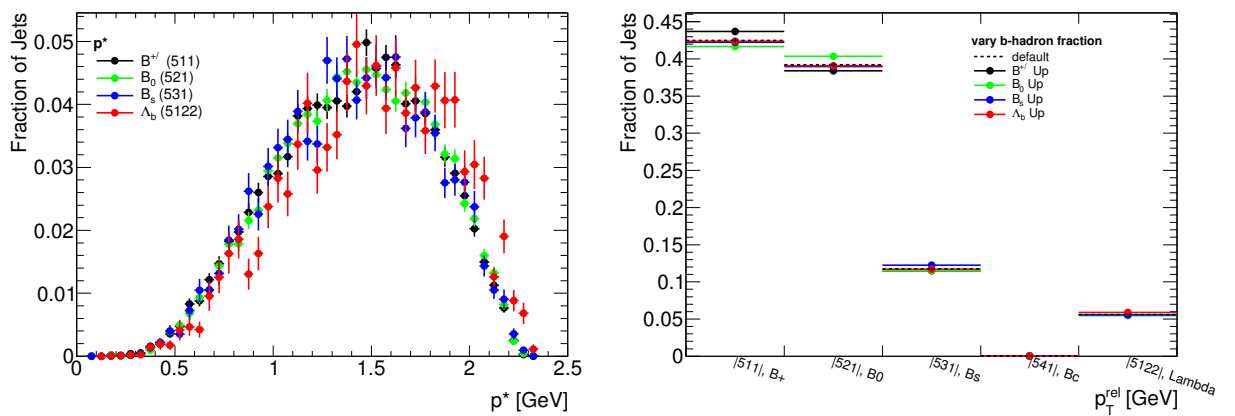 Fraction of Jets
0.05
0.04
0.03
0.02
0.01
0
p*
B+/ (511)
B0 (521)
Bs (531)
Λb (5122)
0 0.5 1 1.5 2 2.5
p* [GeV]
Fraction of Jets
0.45
0.4
0.35
0.3
0.25
0.2
0.15
0.1
0.05
0
vary b-hadron fraction
default
B+/ Up
B0 Up
Bs Up
Λb Up
|511|, B+
|521|, B0
|531|, Bs
|541|, Bc
|5122|, Lambda
pTrel [GeV]